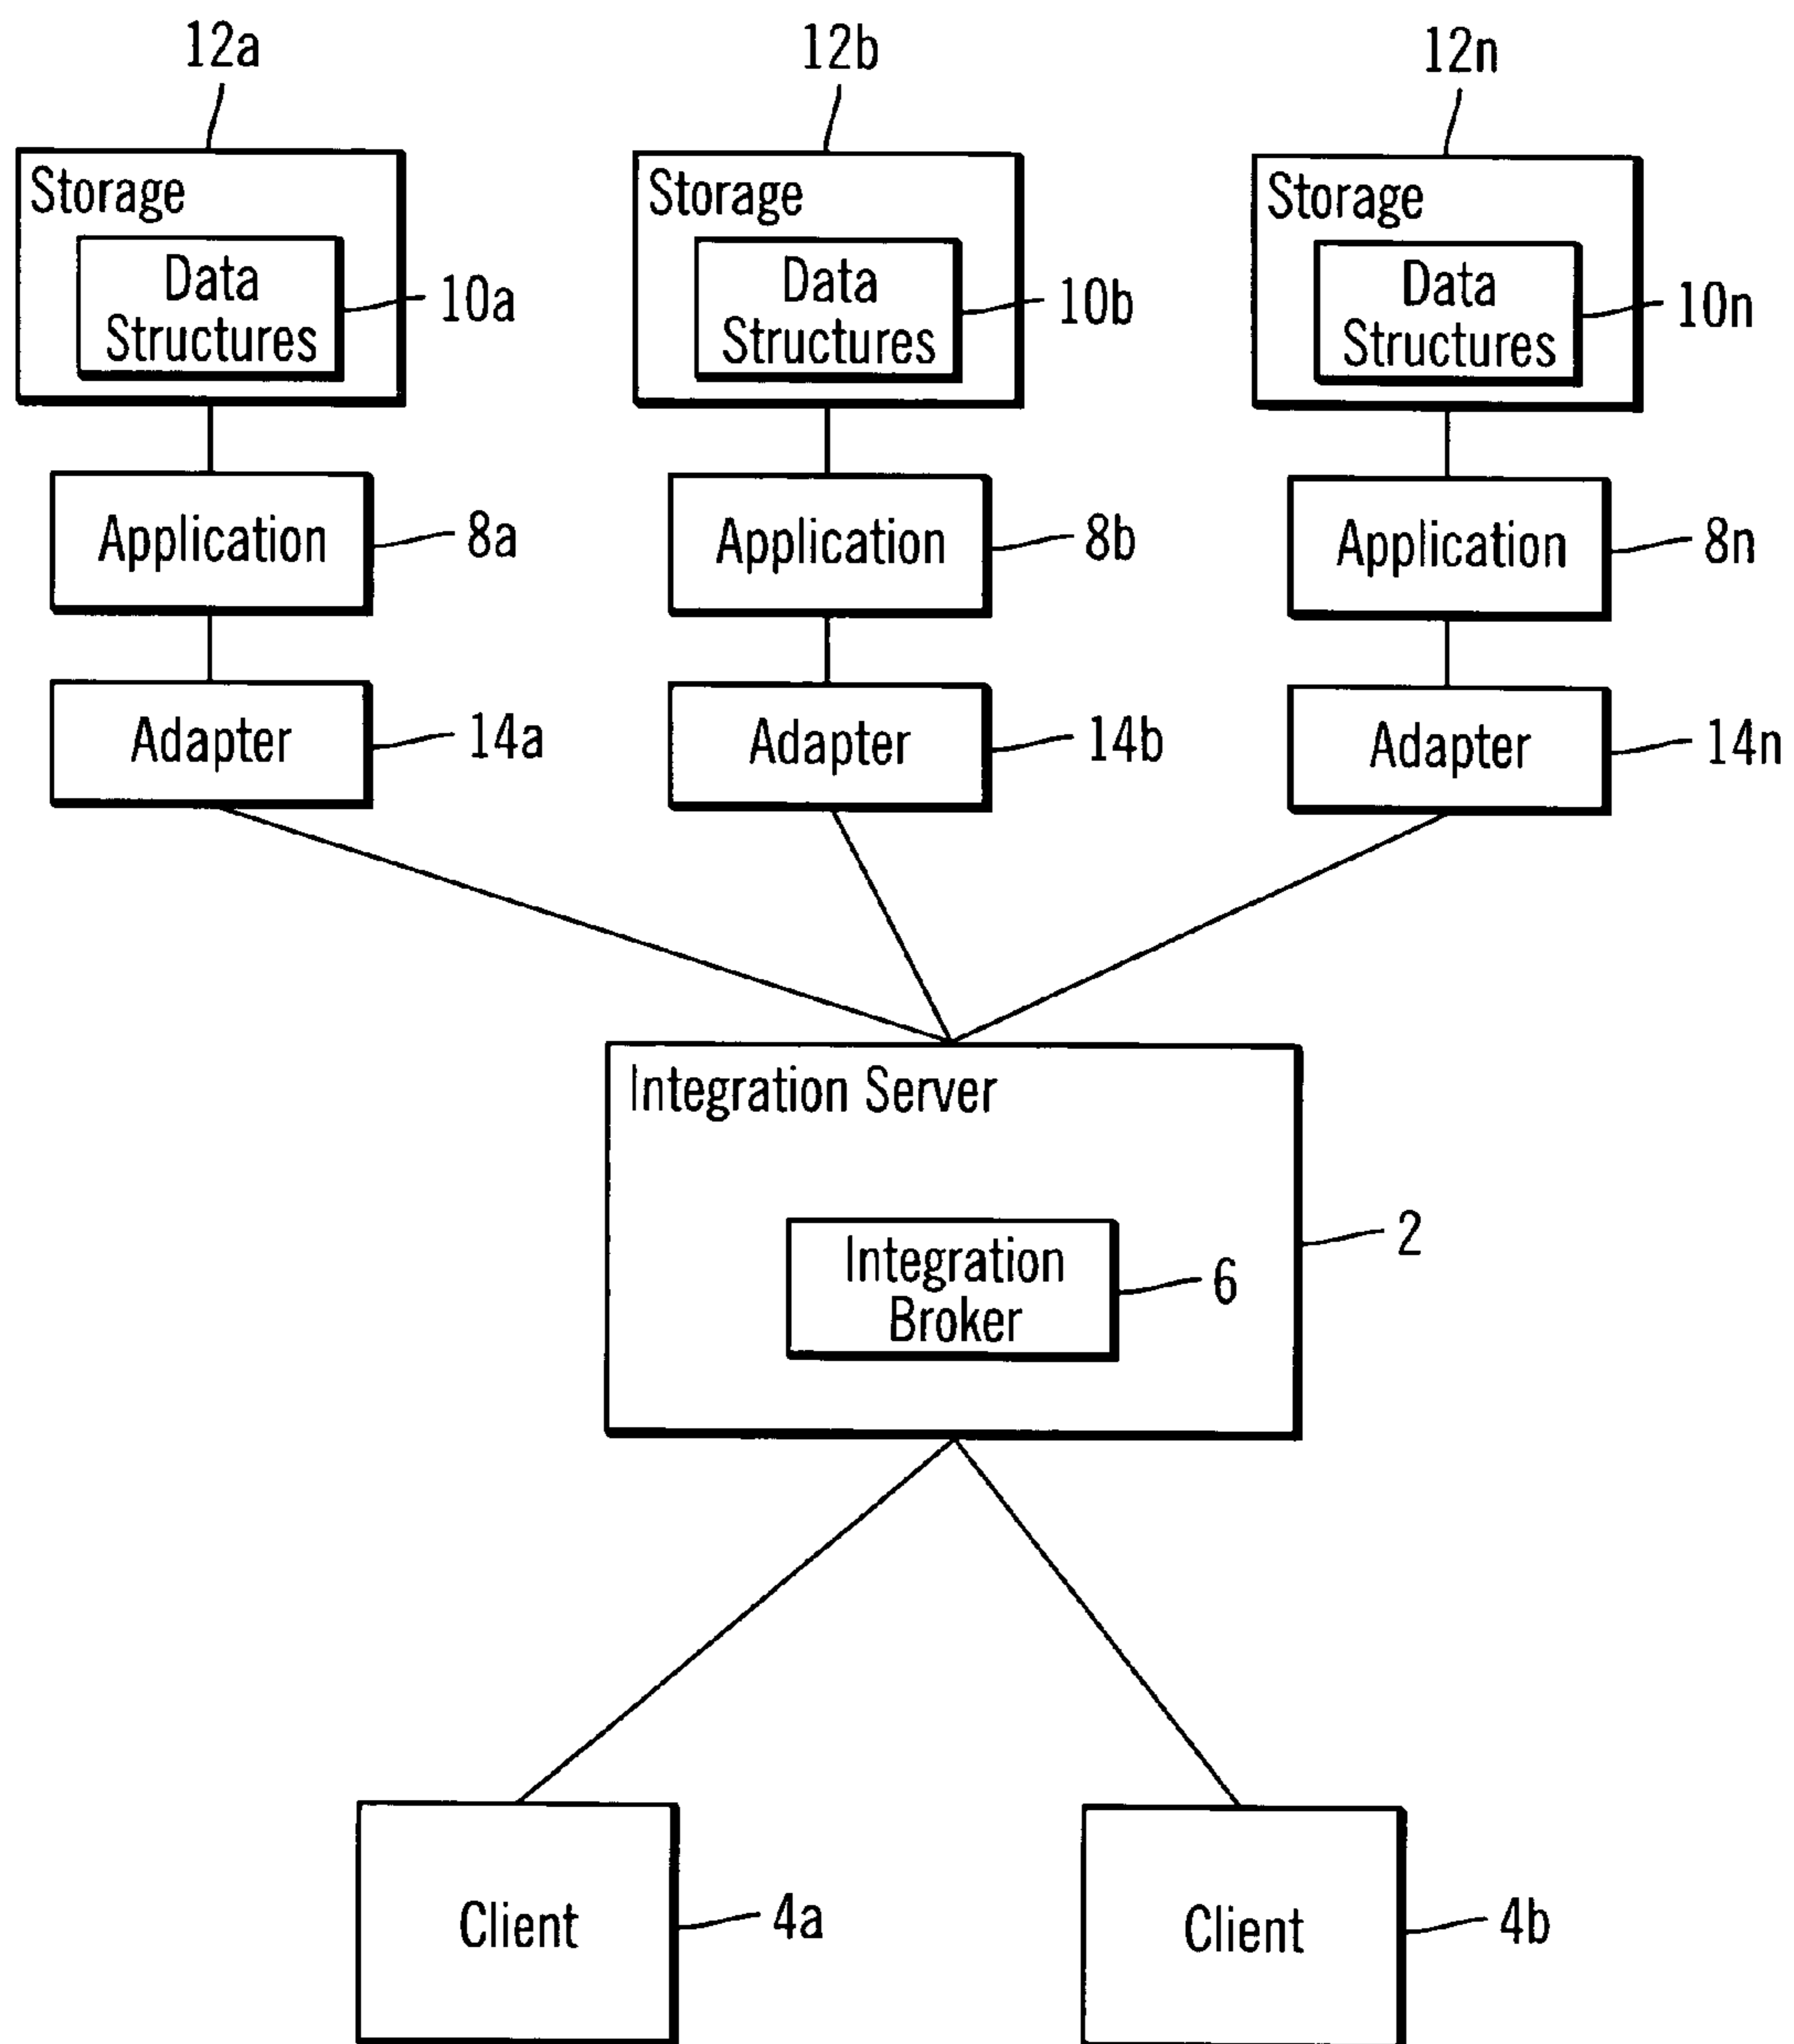 12a
12b
12n
Storage
Storage
Storage
Data
Structures
10a
Data
Structures
10b
Data
Structures
10n
Application
8a
Application
8b
Application
8n
Adapter
14a
Adapter
14b
Adapter
14n
Integration Server
2
Integration
Broker
6
Client
4a
Client
4b